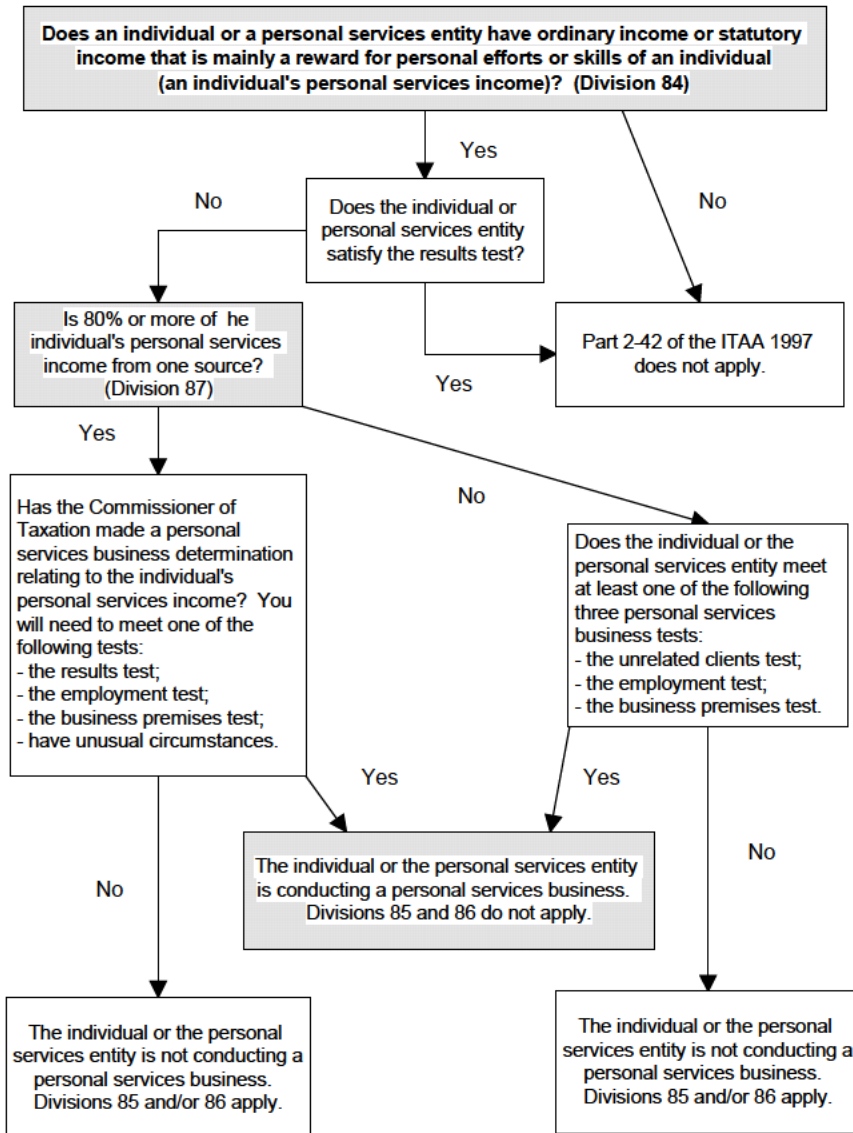 Does an individual or a personal services entity have ordinary income or statutory
income that is mainly a reward for personal efforts or skills of an individual
(an individual's personal services income)? (Division 84)
Yes
No
No
Does the individual or
personal services entity
satisfy the results test?
Is 80% or more of he
individual's personal services
income from one source?
(Division 87)
Yes
Part 2-42 of the ITAA 1997
does not apply.
Yes
No
Has the Commissioner of
Taxation made a personal
services business determination
relating to the individual's
personal services income? You
will need to meet one of the
following tests:
- the results test;
- the employment test;
- the business premises test;
- have unusual circumstances.
Does the individual or the
personal services entity meet
at least one of the following
three personal services
business tests:
- the unrelated clients test;
- the employment test;
- the business premises test.
Yes
Yes
The individual or the personal services entity
is conducting a personal services business.
Divisions 85 and 86 do not apply.
No
No
The individual or the personal
services entity is not conducting a
personal services business.
Divisions 85 and/or 86 apply.
The individual or the personal
services entity is not conducting a
personal services business.
Divisions 85 and/or 86 apply.